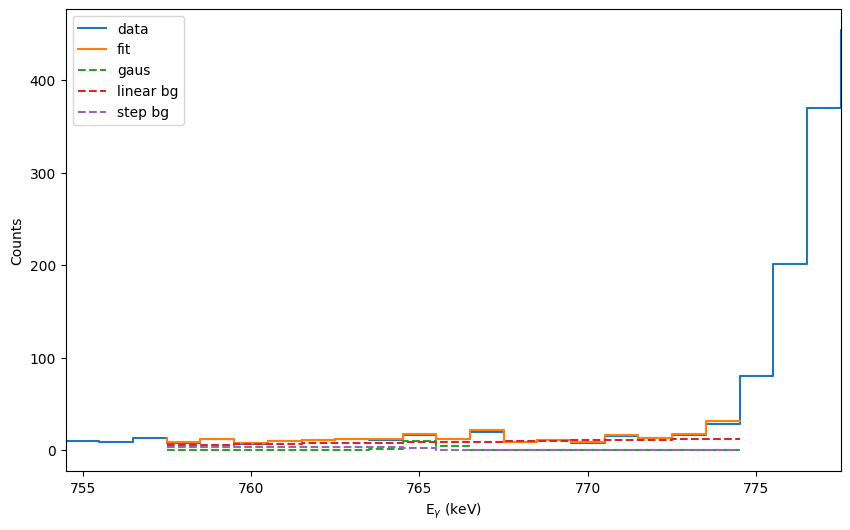 data
fit
gaus
linear bg
step bg
400
300
200
100
0
Counts
755
760
765
770
775
Eγ (keV)